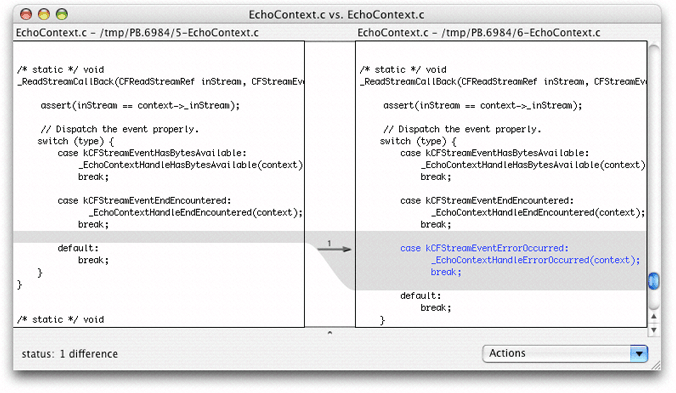 EchoContext.c vs. EchoContext.c
EchoContext.c - /tmp/PB.6984/5-EchoContext.c
/* static */ void
_ReadStreamCallBack(CFReadStreamRef inStream, CFStreamEve
assert(inStream == context->_inStream);
// Dispatch the event properly.
switch (type) {
case kCFStreamEventHasBytesAvailable:
_EchoContextHandleHasBytesAvailable(context)
break;
case kCFStreamEventEndEncountered:
_EchoContextHandleEndEncountered(context);
break;
default:
break;
}
}
/* static */ void
1
EchoContext.c - /tmp/PB.6984/6-EchoContext.c
/* static */ void
_ReadStreamCallBack(CFReadStreamRef inStream, CFStreamEve
assert(inStream == context->_inStream);
// Dispatch the event properly.
switch (type) {
case kCFStreamEventHasBytesAvailable:
_EchoContextHandleHasBytesAvailable(context)
break;
case kCFStreamEventEndEncountered:
_EchoContextHandleEndEncountered(context);
break;
case kCFStreamEventErrorOccurred:
_EchoContextHandleErrorOccurred(context);
break;
default:
break;
}
status: 1 difference
Actions